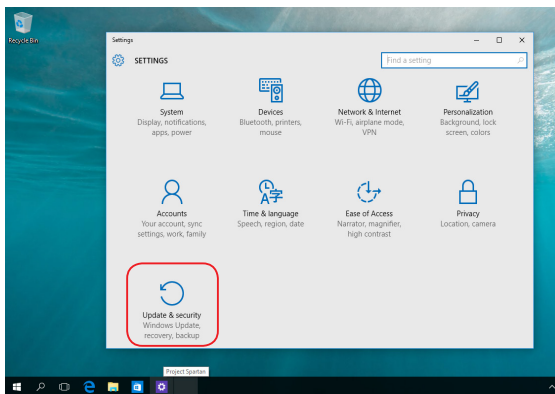 Recycle Bin
Settings
SETTINGS
Find a setting
System
Display, notifications,
apps, power
Devices
Bluetooth, printers,
mouse
Network & Internet
Wi-Fi, airplane mode,
VPN
Personalization
Background, lock
screen, colors
Accounts
Your account, sync
settings, work, family
Time & language
Speech, region, date
Ease of Access
Narrator, magnifier,
high contrast
Privacy
Location, camera
Update & security
Windows Update,
recovery, backup
Project Spartan